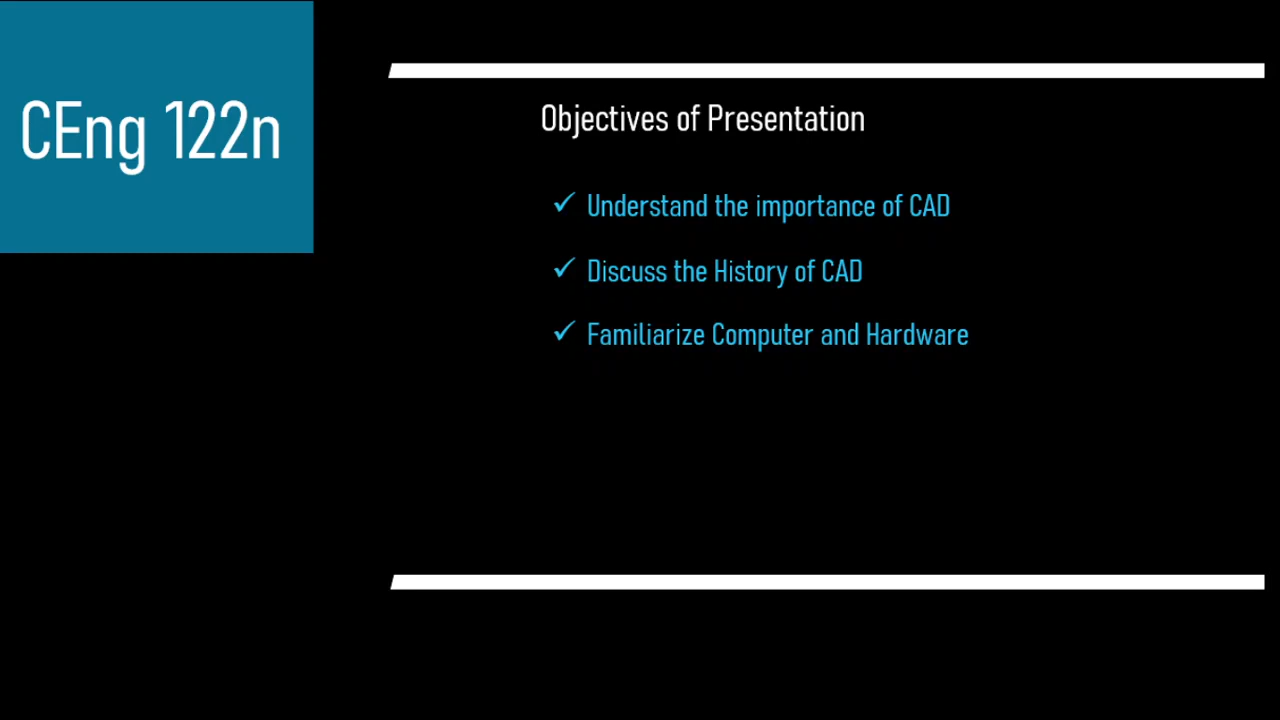 CEng 122n
Objectives of Presentation
✓ Understand the importance of CAD
✓ Discuss the History of CAD
✓ Familiarize Computer and Hardware